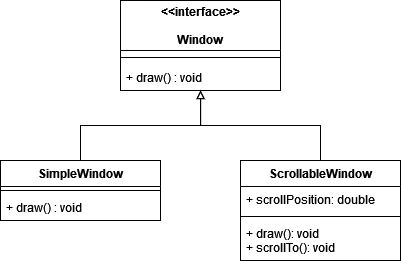 <<interface>>
Window
+ draw() : void
SimpleWindow
+ draw() : void
ScrollableWindow
+ scrollPosition: double
+ draw(): void
+ scrollTo(): void